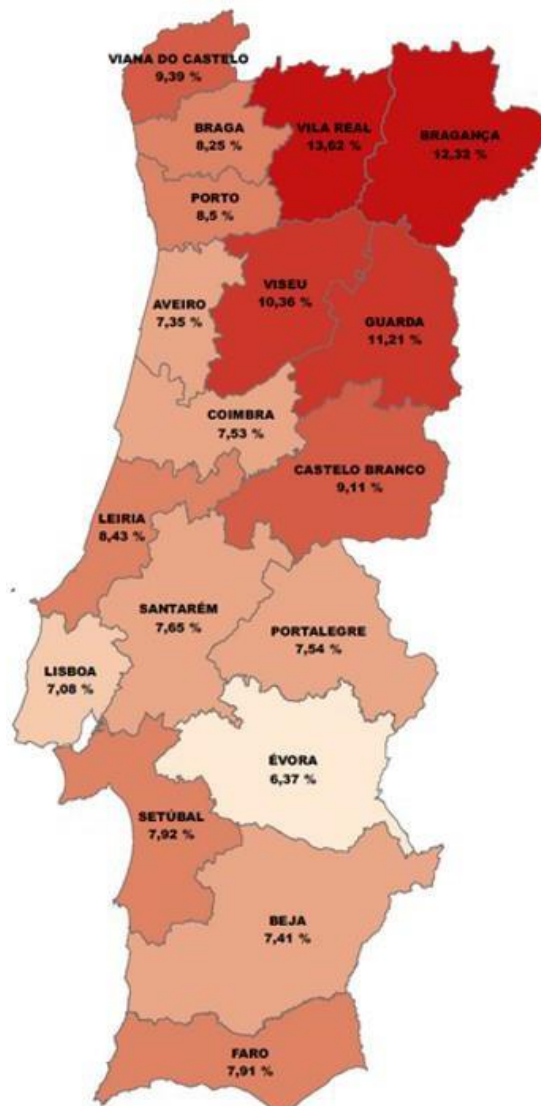 VIANA DO CASTELO
9,39 %
BRAGA
8,25 %
VILA REAL
13,02 %
BRAGANÇA
12,32 %
PORTO
8,5 %
VISEU
10,36 %
AVEIRO
7,35 %
GUARDA
11,21 %
COIMBRA
7,53 %
CASTELO BRANCO
9,11 %
LEIRIA
8,43 %
SANTARÉM
7,65 %
PORTALEGRE
7,54 %
LISBOA
7,08 %
ÉVORA
6,37 %
SETÚBAL
7,92 %
BEJA
7,41 %
FARO
7,91 %